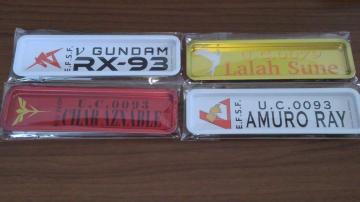 E.F.S.F.
ν GUNDAM
RX-93
Lalah Sune
U.C.0093
CHAR AZNABLE
E.F.S.F.
U.C.0093
AMURO RAY